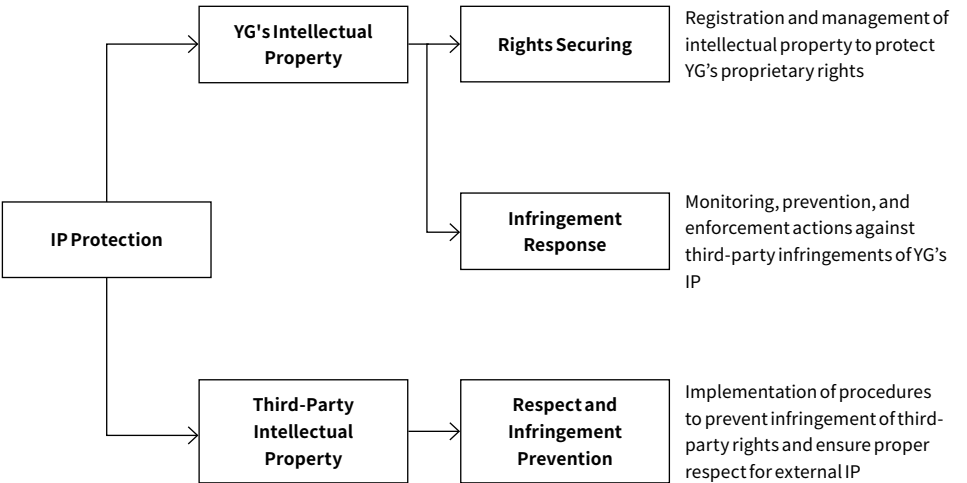 YG's Intellectual
Property
Rights Securing
Registration and management of
intellectual property to protect
YG’s proprietary rights
IP Protection
Infringement
Response
Monitoring, prevention, and
enforcement actions against
third-party infringements of YG’s
IP
Third-Party
Intellectual
Property
Respect and
Infringement
Prevention
Implementation of procedures
to prevent infringement of third-
party rights and ensure proper
respect for external IP